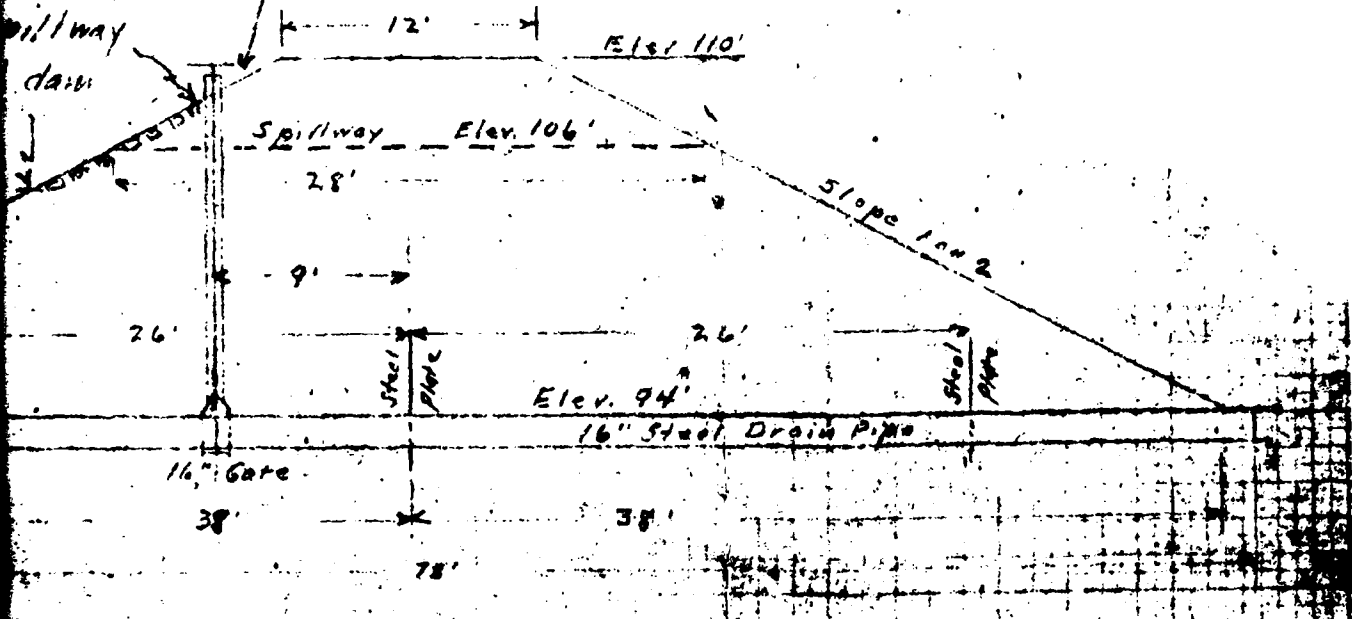 12'
pillway
dam
Elev 110'
Spillway Elev. 106'
28'
Slope 1 on 2
9'
26'
26'
Steel Plate
Steel Plate
Elev. 94'
16" Steel Drain Pipe
16" Gate
38'
38'
78'